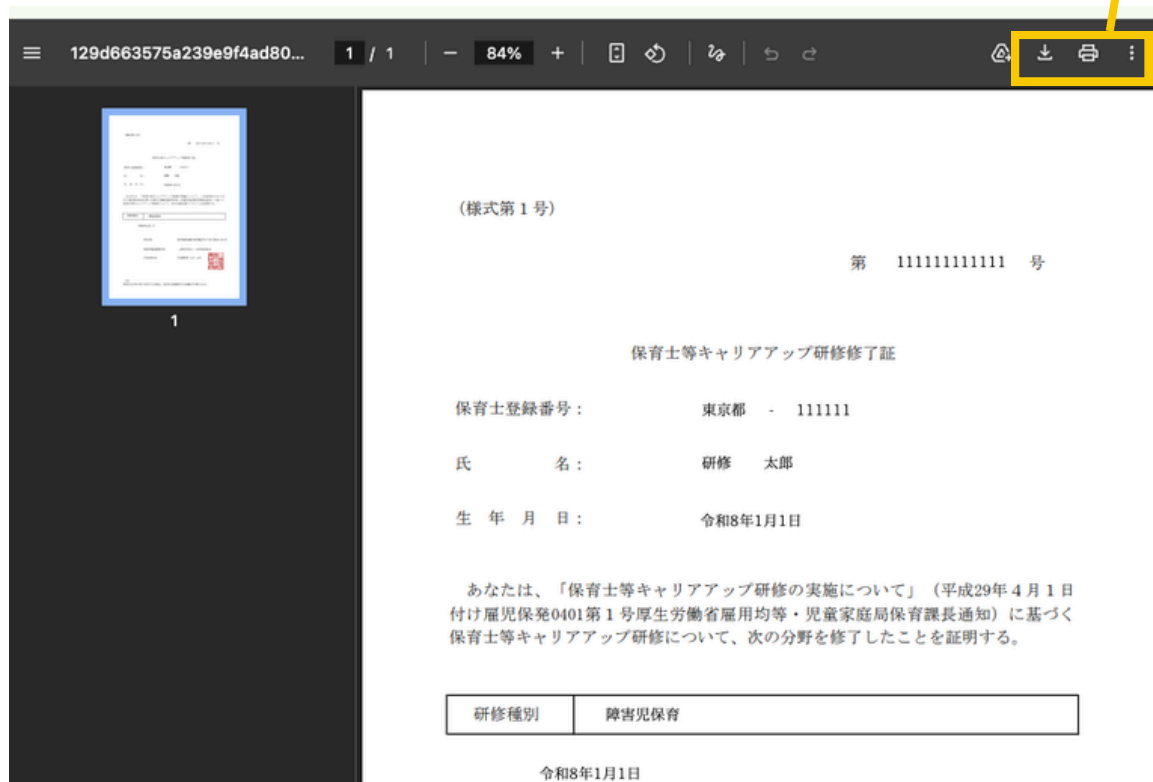 129d663575a239e9f4ad80... 1 / 1 84%
1
(様式第1号)
第 111111111111 号
保育士等キャリアアップ研修修了証
保育士登録番号: 東京都 - 111111
氏 名: 研修 太郎
生 年 月 日: 令和8年1月1日
あなたは、「保育士等キャリアアップ研修の実施について」(平成29年4月1日
付け雇児保発0401第1号厚生労働省雇用均等・児童家庭局保育課長通知)に基づく
保育士等キャリアアップ研修について、次の分野を修了したことを証明する。
研修種別 障害児保育
令和8年1月1日